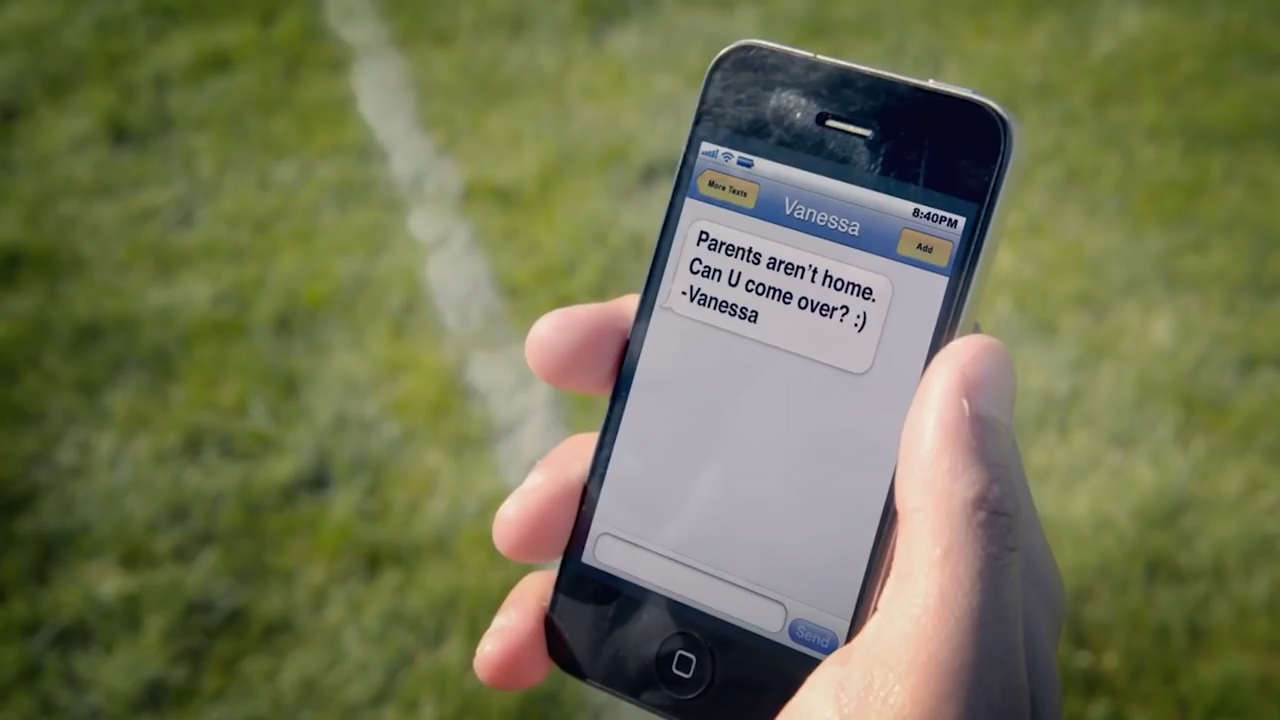 8:40PM
More Texts
Vanessa
Add
Parents aren't home.
Can U come over? :)
-Vanessa
Send